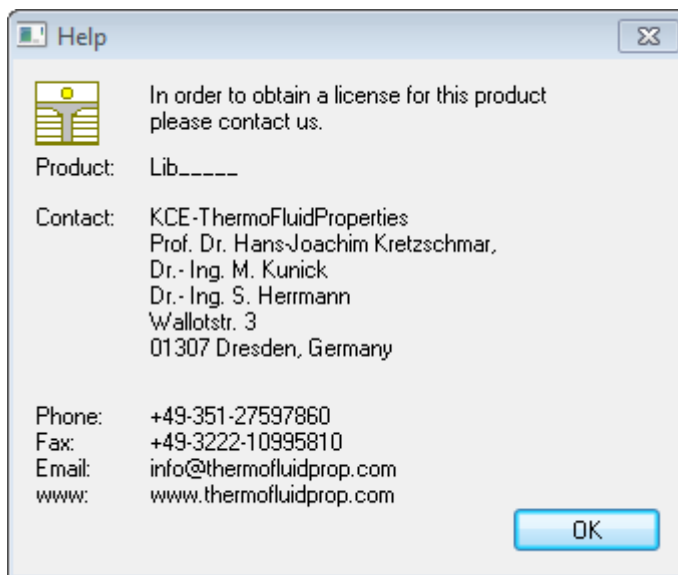 Help
In order to obtain a license for this product
please contact us.
Product: Lib_____
Contact: KCE-ThermoFluidProperties
Prof. Dr. Hans-Joachim Kretzschmar,
Dr.- Ing. M. Kunick
Dr.- Ing. S. Herrmann
Wallotstr. 3
01307 Dresden, Germany
Phone: +49-351-27597860
Fax: +49-3222-10995810
Email: info@thermofluidprop.com
www: www.thermofluidprop.com
OK